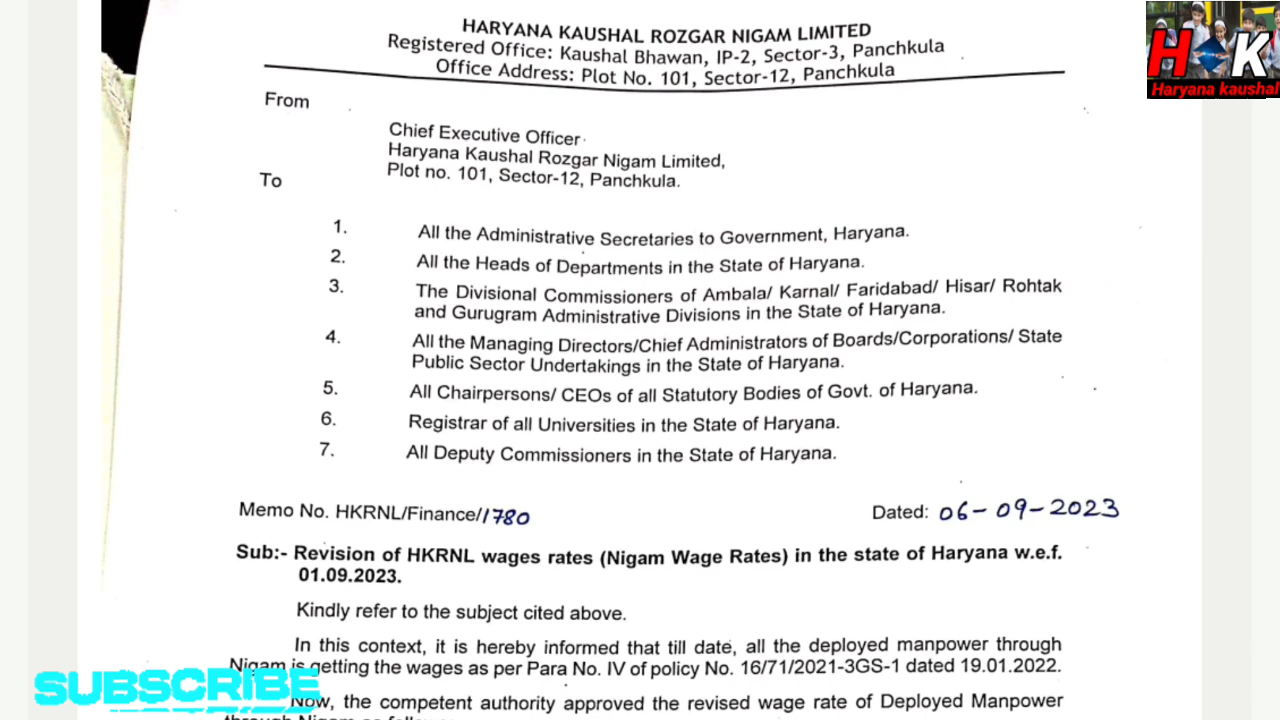 HARYANA KAUSHAL ROZGAR NIGAM LIMITED
Registered Office: Kaushal Bhawan, IP-2, Sector-3, Panchkula
Office Address: Plot No. 101, Sector-12, Panchkula
H K
Haryana kaushal
From
Chief Executive Officer
Haryana Kaushal Rozgar Nigam Limited,
Plot no. 101, Sector-12, Panchkula.
To
1. All the Administrative Secretaries to Government, Haryana.
2. All the Heads of Departments in the State of Haryana.
3. The Divisional Commissioners of Ambala/ Karnal/ Faridabad/ Hisar/ Rohtak
and Gurugram Administrative Divisions in the State of Haryana.
4. All the Managing Directors/Chief Administrators of Boards/Corporations/ State
Public Sector Undertakings in the State of Haryana.
5. All Chairpersons/ CEOs of all Statutory Bodies of Govt. of Haryana.
6. Registrar of all Universities in the State of Haryana.
7. All Deputy Commissioners in the State of Haryana.
Memo No. HKRNL/Finance/1780 Dated: 06-09-2023
Sub:- Revision of HKRNL wages rates (Nigam Wage Rates) in the state of Haryana w.e.f.
01.09.2023.
Kindly refer to the subject cited above.
In this context, it is hereby informed that till date, all the deployed manpower through
Nigam is getting the wages as per Para No. IV of policy No. 16/71/2021-3GS-1 dated 19.01.2022.
SUBSCRIBE
Now, the competent authority approved the revised wage rate of Deployed Manpower